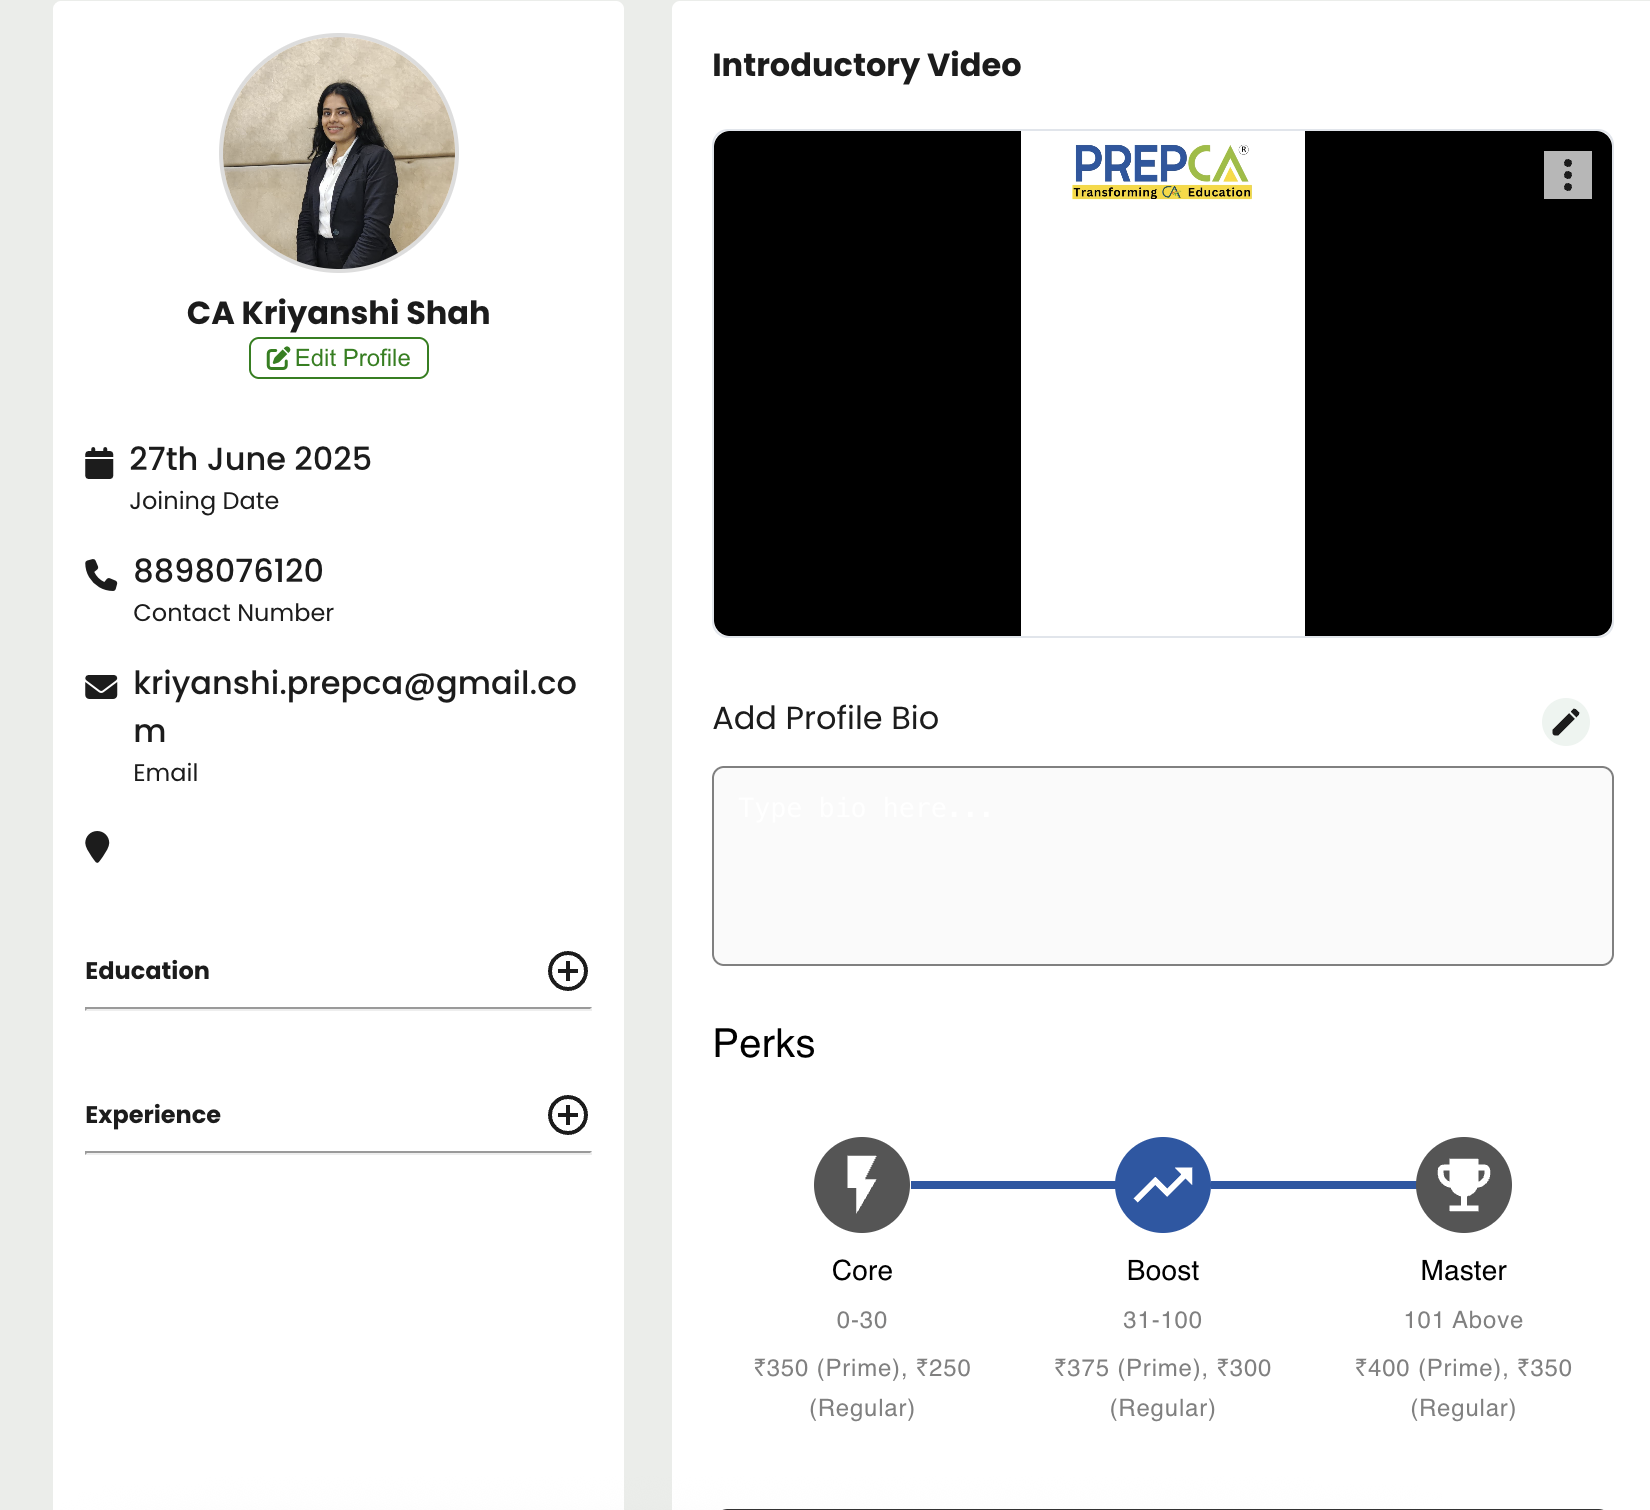 CA Kriyanshi Shah
Edit Profile
27th June 2025
Joining Date
8898076120
Contact Number
kriyanshi.prepca@gmail.co
m
Email
Education
Experience
Introductory Video
PREPCA®
Transforming CA Education
Add Profile Bio
Type bio here...
Perks
Core
0-30
₹350 (Prime), ₹250
(Regular)
Boost
31-100
₹375 (Prime), ₹300
(Regular)
Master
101 Above
₹400 (Prime), ₹350
(Regular)